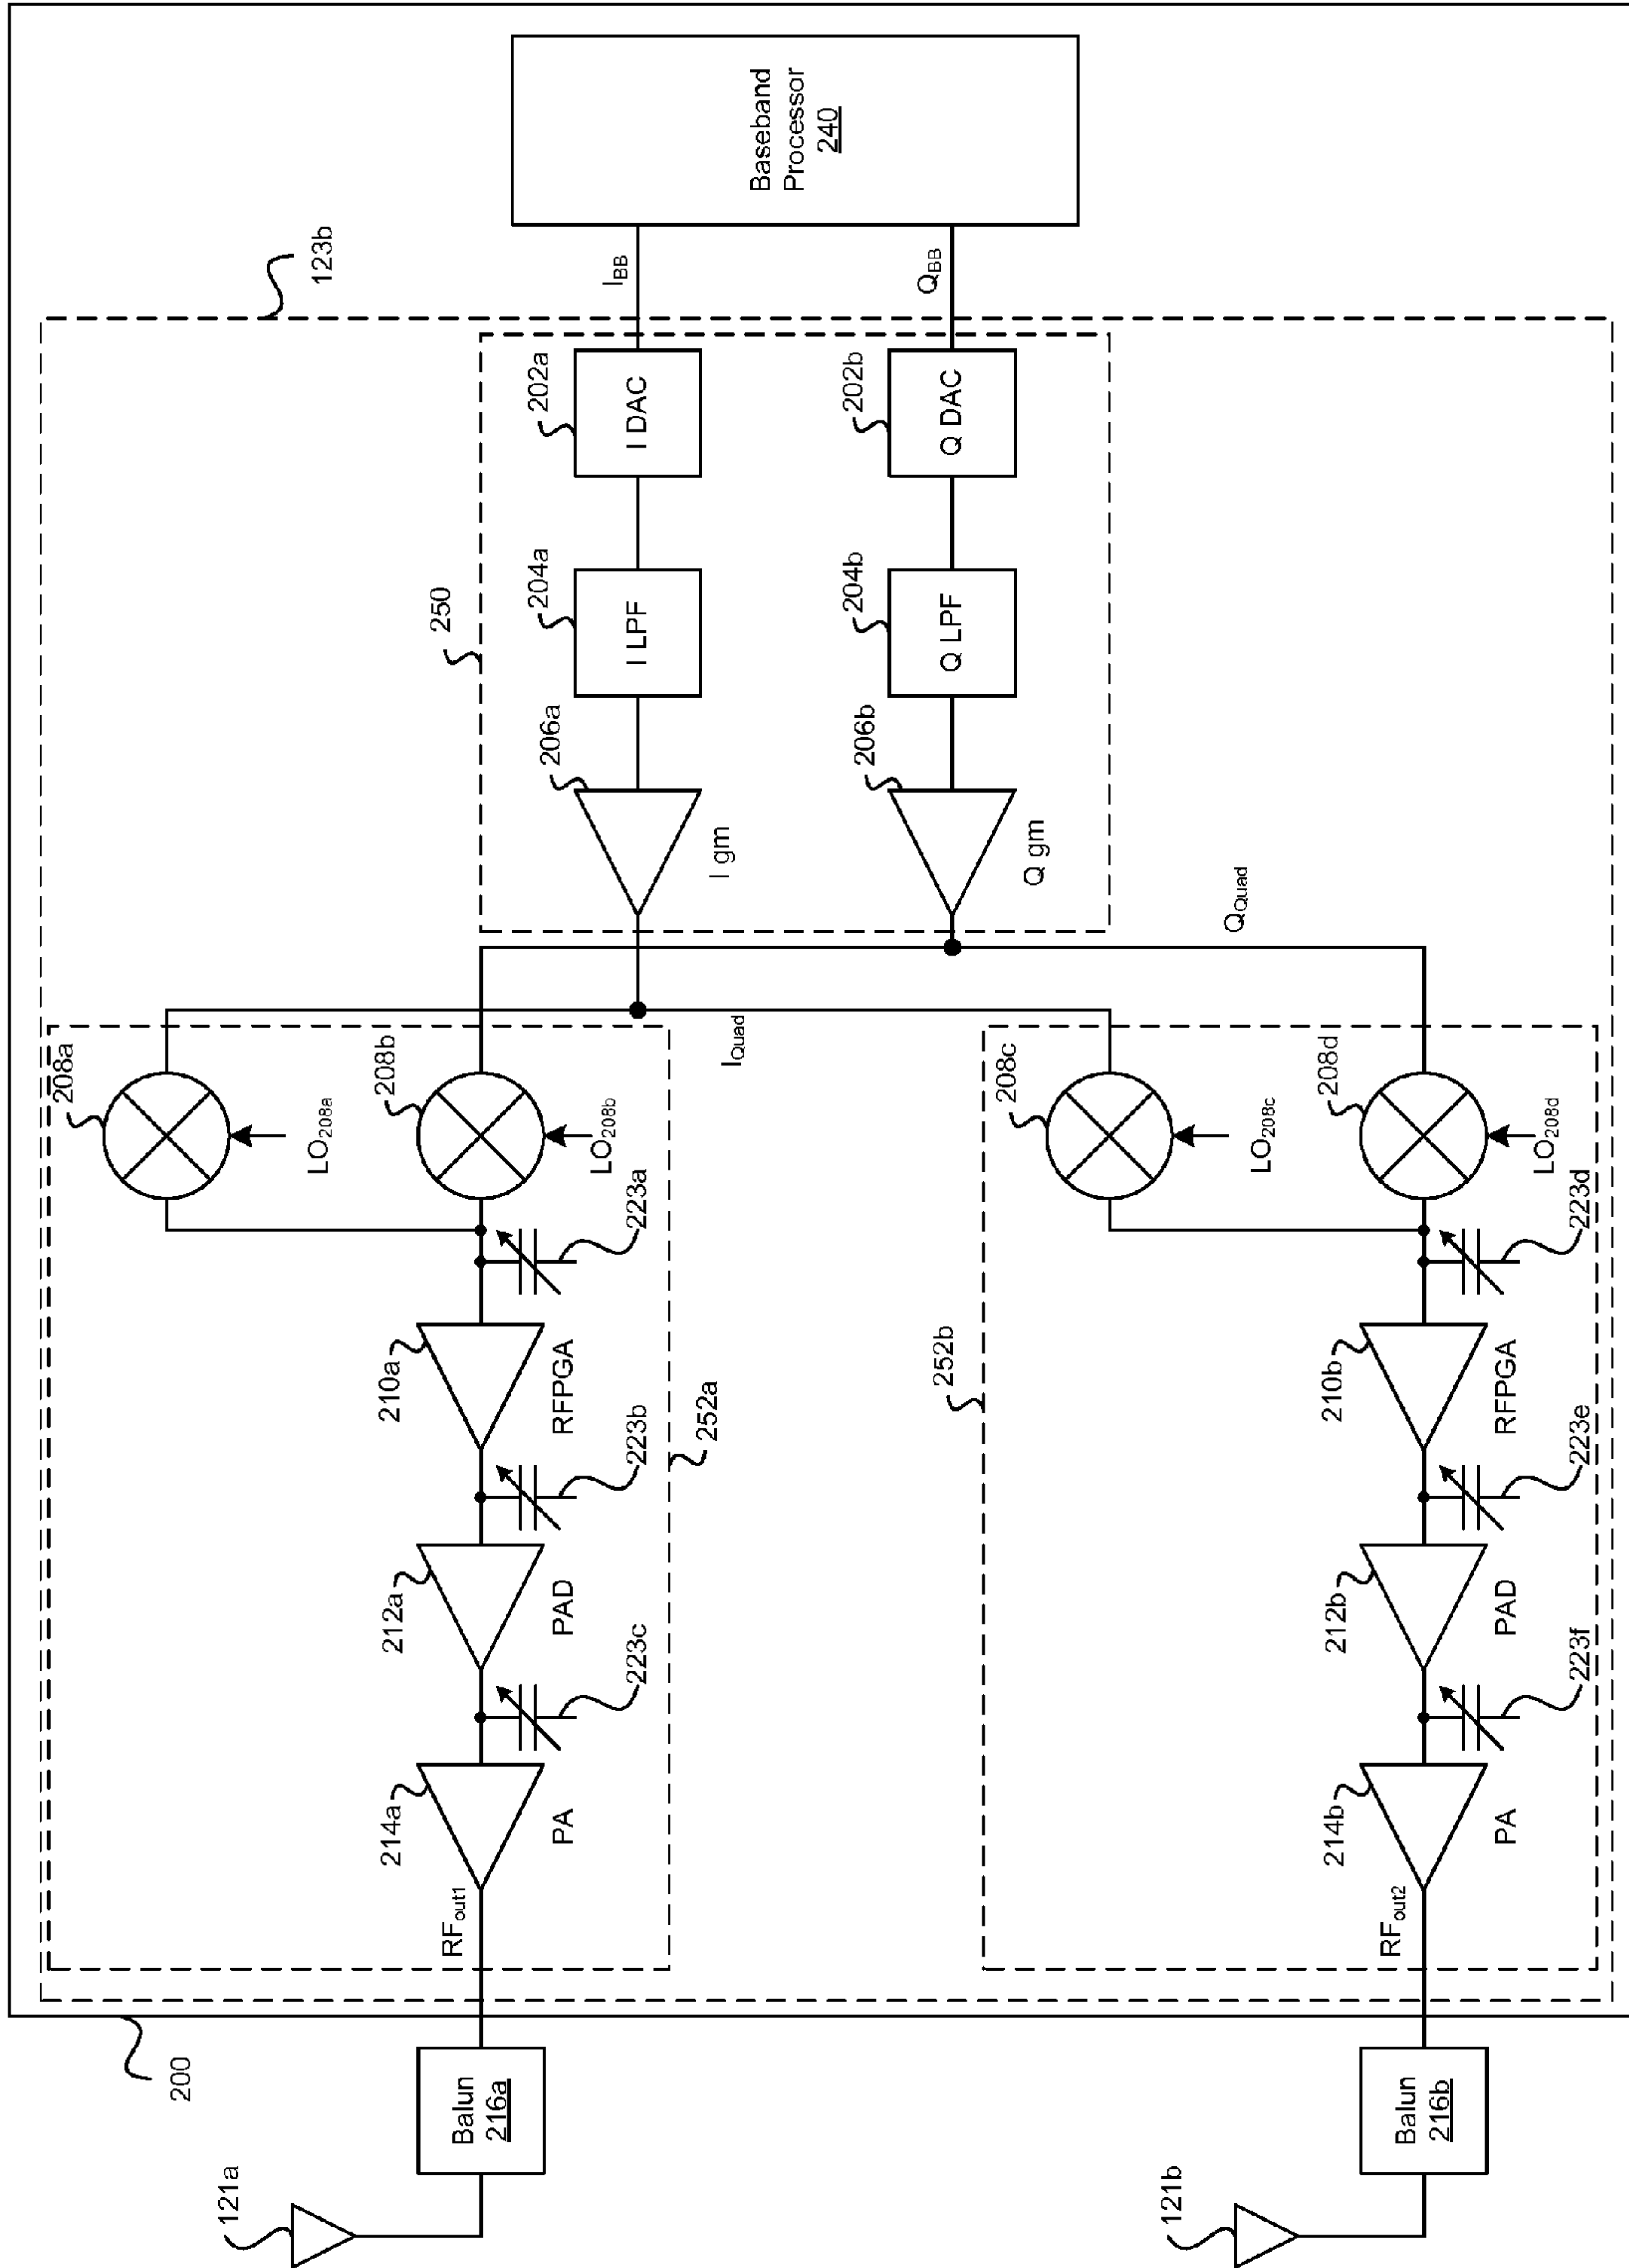 121a
Balun
216a
200
RFout1
214a
PA
223c
212a
PAD
223b
210a
RFPGA
252a
223a
208a
LO208a
208b
LO208b
IQuad
121b
Balun
216b
RFout2
214b
PA
223f
212b
PAD
223e
210b
RFPGA
252b
223d
208c
LO208c
208d
LO208d
QQuad
250
206a
I gm
204a
I LPF
202a
I DAC
206b
Q gm
204b
Q LPF
202b
Q DAC
123b
IBB
QBB
Baseband
Processor
240